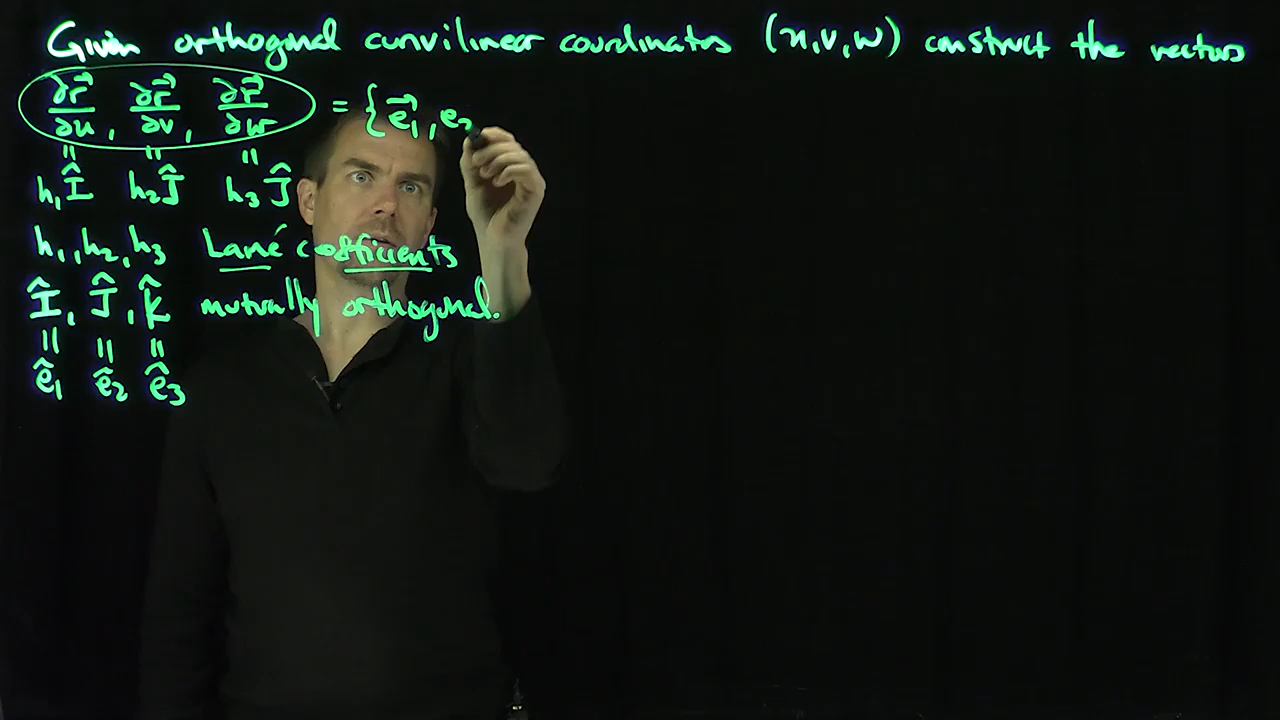 Given orthogonal curvilinear coordinates (u,v,w) construct the vectors
∂r⃗/∂u, ∂r⃗/∂v, ∂r⃗/∂w = {e⃗₁, e₂
॥ ॥ ॥
h₁Î h₂Ĵ h₃Ĵ
h₁, h₂, h₃ Lamé coefficients
Î, Ĵ, K̂ mutually orthogonal.
॥ ॥ ॥
ê₁ ê₂ ê₃